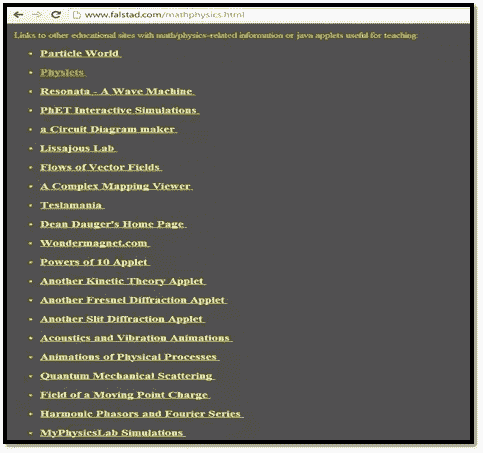 www.falstad.com/mathphysics.html
Links to other educational sites with math/physics-related information or java applets useful for teaching:
Particle World
Physlets
Resonata - A Wave Machine
PhET Interactive Simulations
a Circuit Diagram maker
Lissajous Lab
Flows of Vector Fields
A Complex Mapping Viewer
Teslamania
Dean Dauger's Home Page
Wondermagnet.com
Powers of 10 Applet
Another Kinetic Theory Applet
Another Fresnel Diffraction Applet
Another Slit Diffraction Applet
Acoustics and Vibration Animations
Animations of Physical Processes
Quantum Mechanical Scattering
Field of a Moving Point Charge
Harmonic Phasors and Fourier Series
MyPhysicsLab Simulations